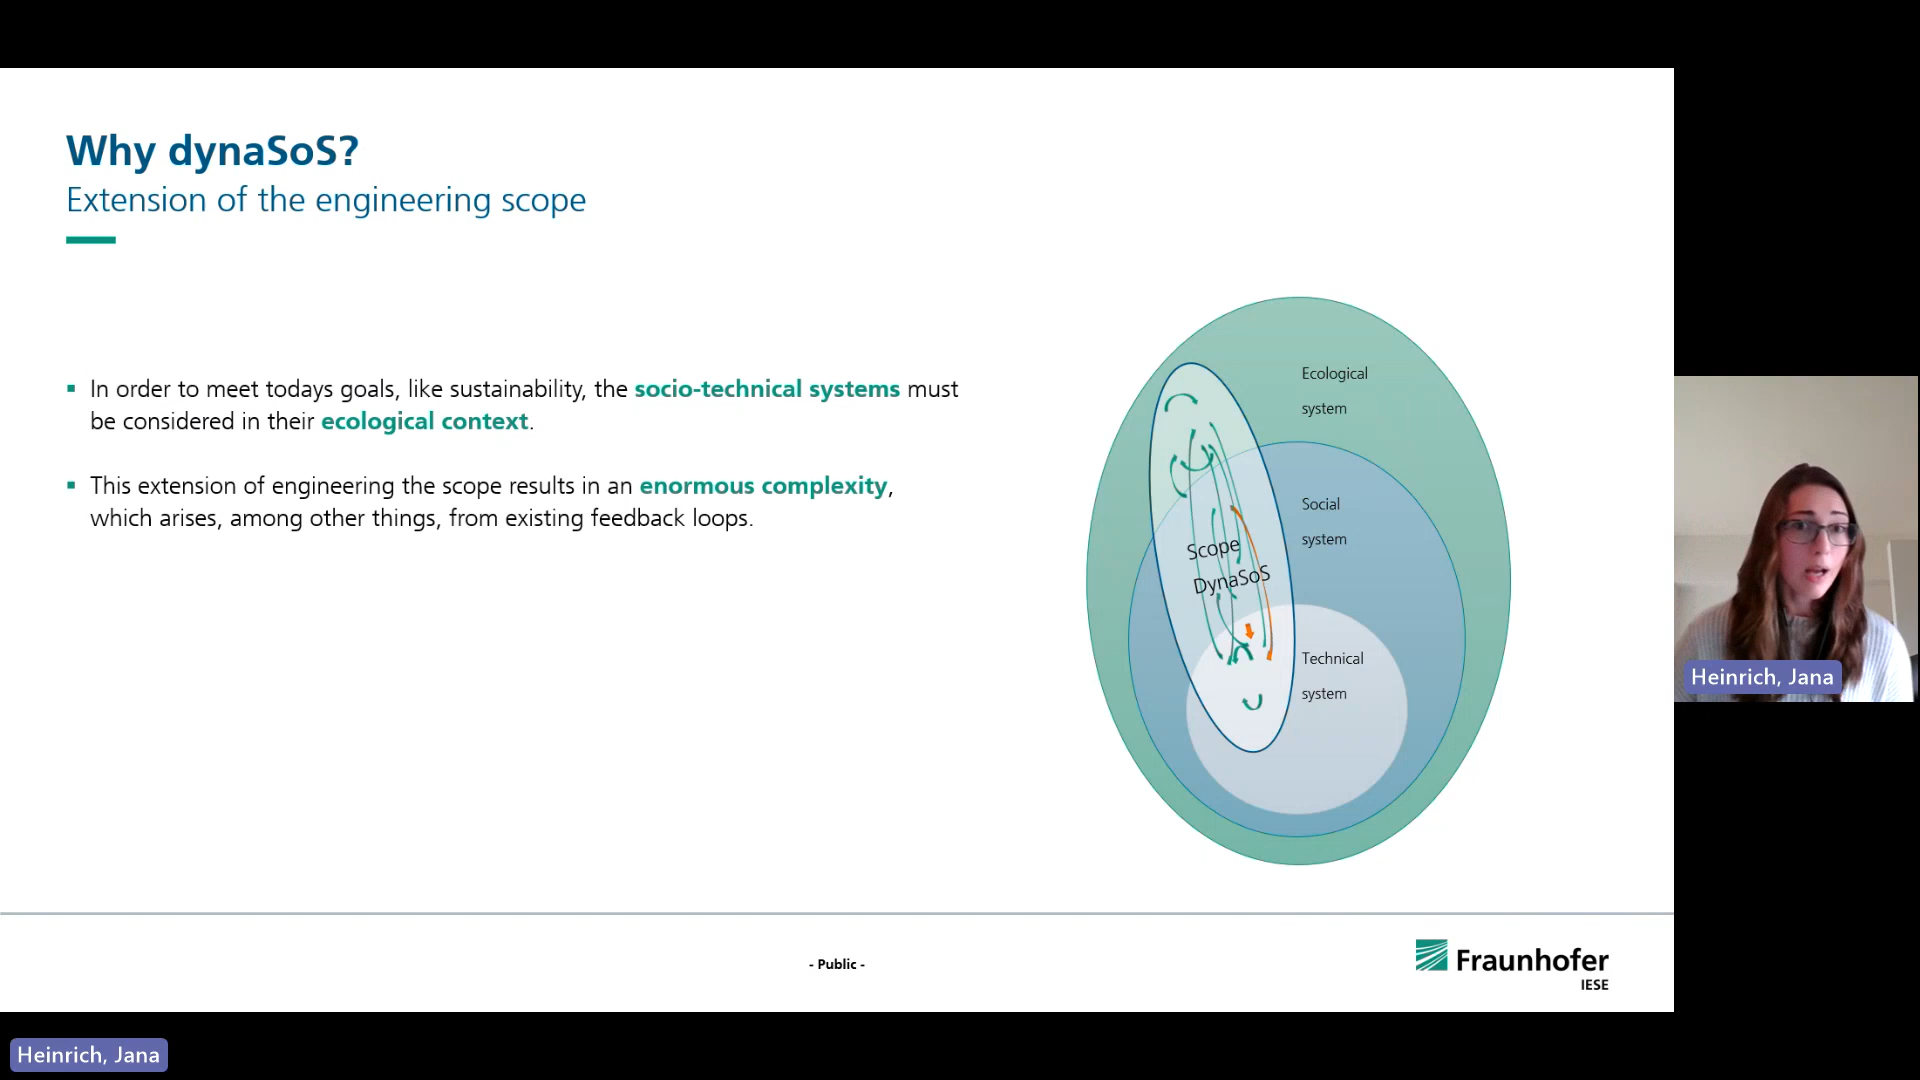 Why dynaSoS?
Extension of the engineering scope
In order to meet todays goals, like sustainability, the socio-technical systems must
be considered in their ecological context.
This extension of engineering the scope results in an enormous complexity,
which arises, among other things, from existing feedback loops.
Ecological
system
Social
system
Scope
DynaSoS
Technical
system
Heinrich, Jana
- Public -
Fraunhofer
IESE
Heinrich, Jana